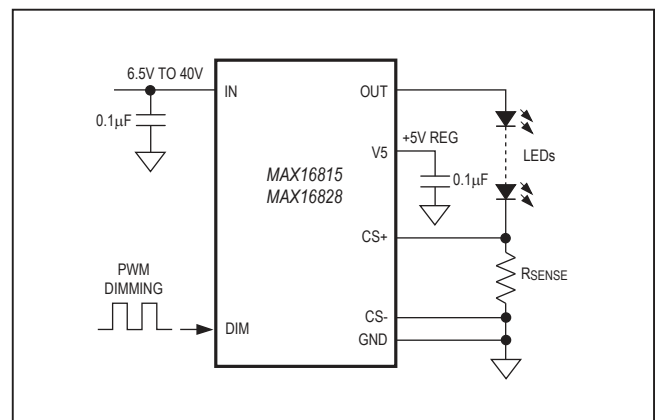 6.5V TO 40V
IN
OUT
0.1μF
+5V REG
V5
LEDs
MAX16815
MAX16828
0.1μF
CS+
RSENSE
PWM
DIMMING
DIM
CS-
GND